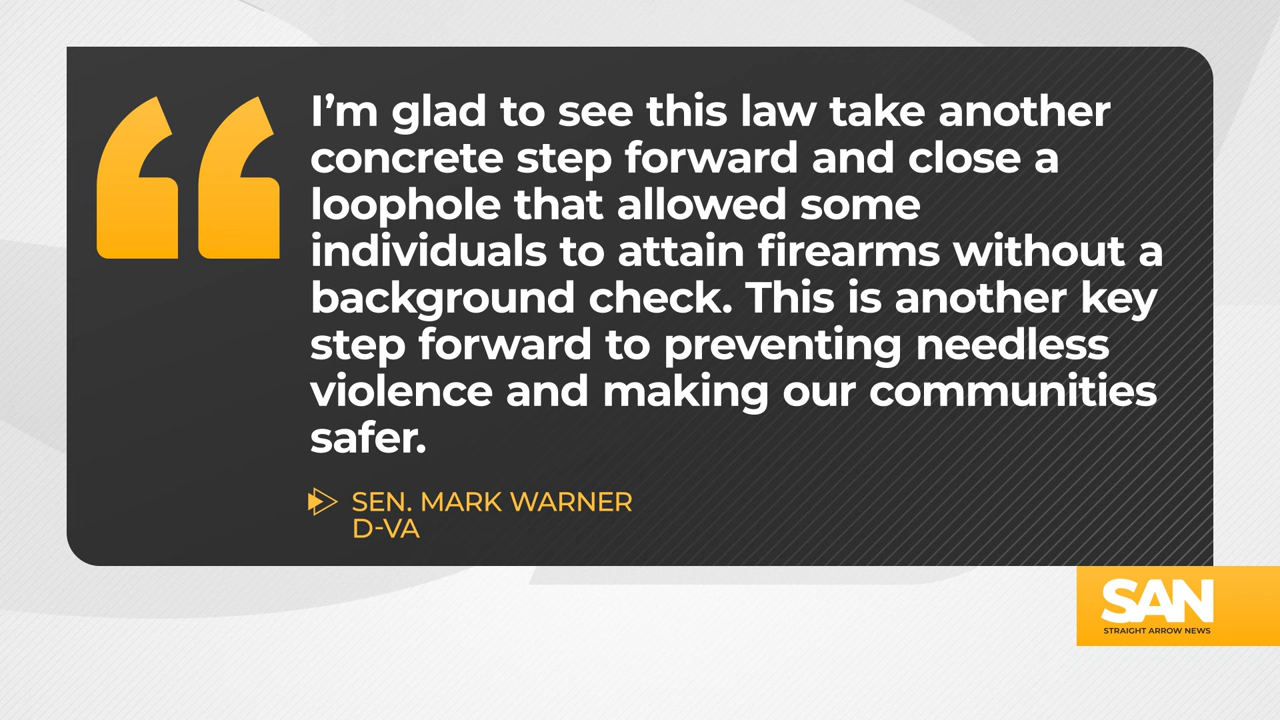 I’m glad to see this law take another
concrete step forward and close a
loophole that allowed some
individuals to attain firearms without a
background check. This is another key
step forward to preventing needless
violence and making our communities
safer.
SEN. MARK WARNER
D-VA
SAN
STRAIGHT ARROW NEWS